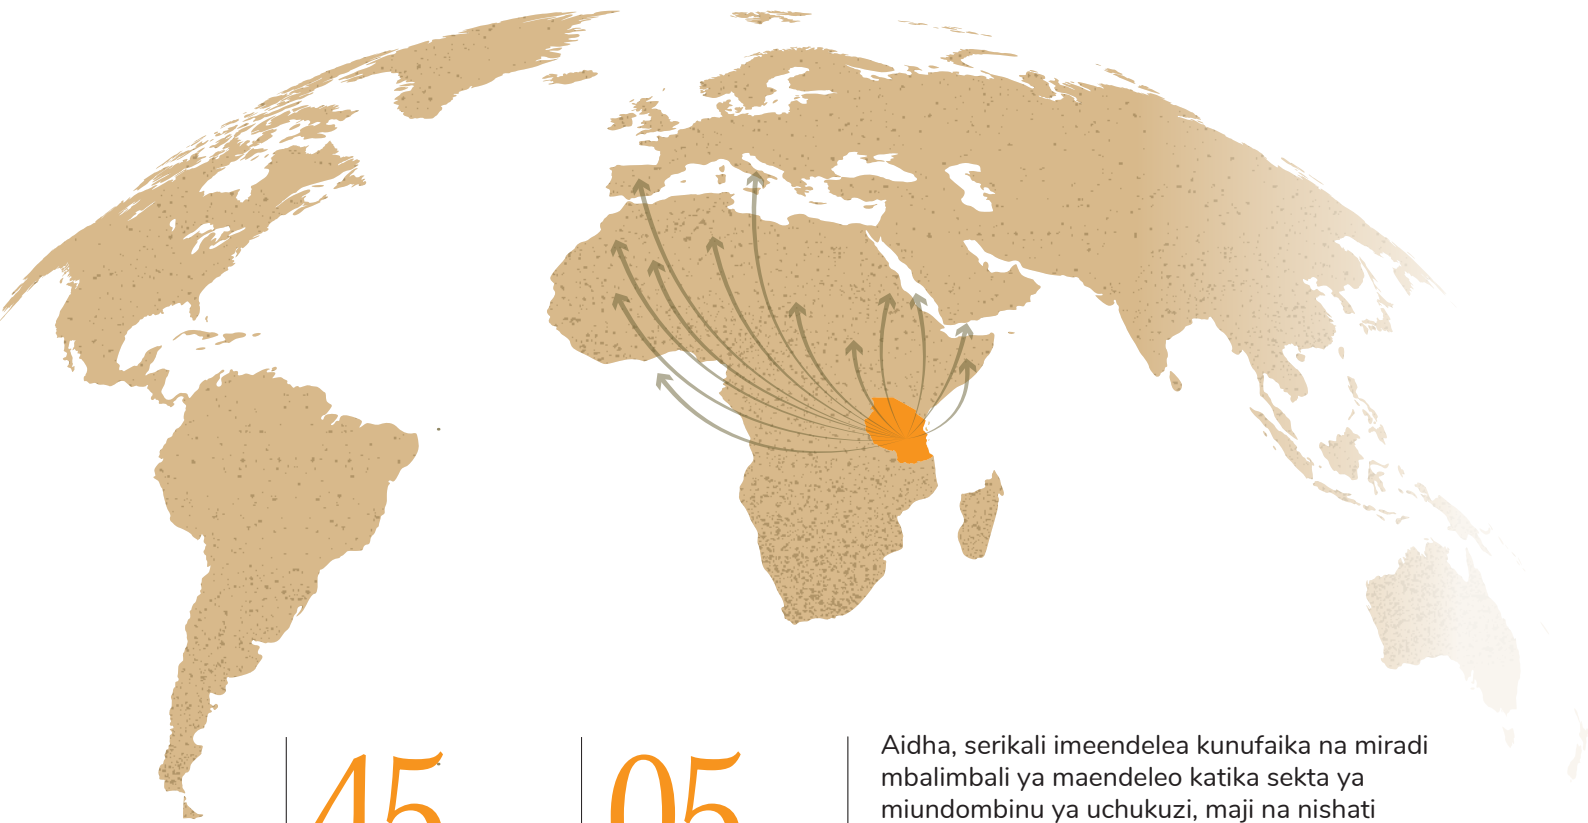 45
05
Aidha, serikali imeendelea kunufaika na miradi
mbalimbali ya maendeleo katika sekta ya
miundombinu ya uchukuzi, maji na nishati